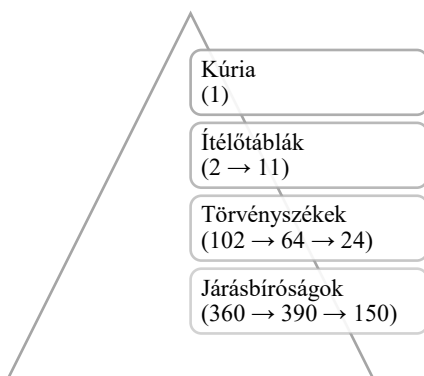 Kúria
(1)
Ítélőtáblák
(2 → 11)
Törvényszékek
(102 → 64 → 24)
Járásbíróságok
(360 → 390 → 150)